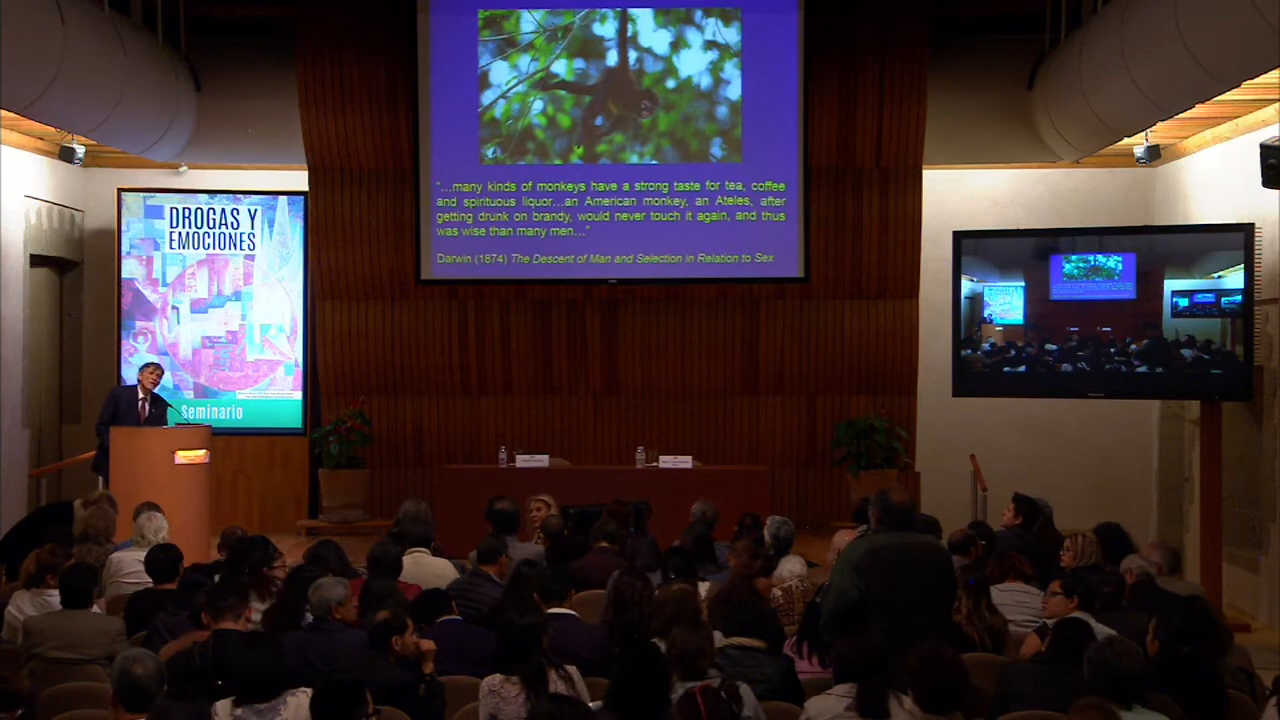 "...many kinds of monkeys have a strong taste for tea, coffee
and spirituous liquor...an American monkey, an Ateles, after
getting drunk on brandy, would never touch it again, and thus
was wise than many men..."
Darwin (1874) The Descent of Man and Selection in Relation to Sex
DROGAS Y
EMOCIONES
Seminario